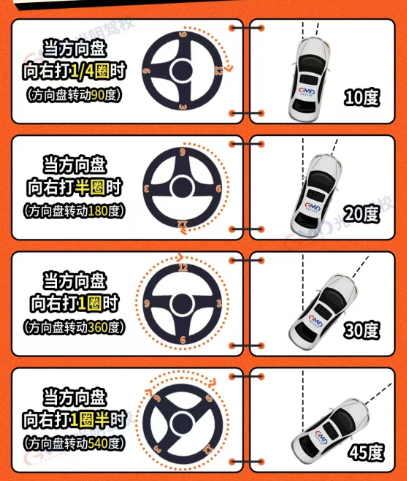 当方向盘
向右打1/4圈时
(方向盘转动90度)
10度
当方向盘
向右打半圈时
(方向盘转动180度)
20度
当方向盘
向右打1圈时
(方向盘转动360度)
12
9
3
6
30度
当方向盘
向右打1圈半时
(方向盘转动540度)
45度